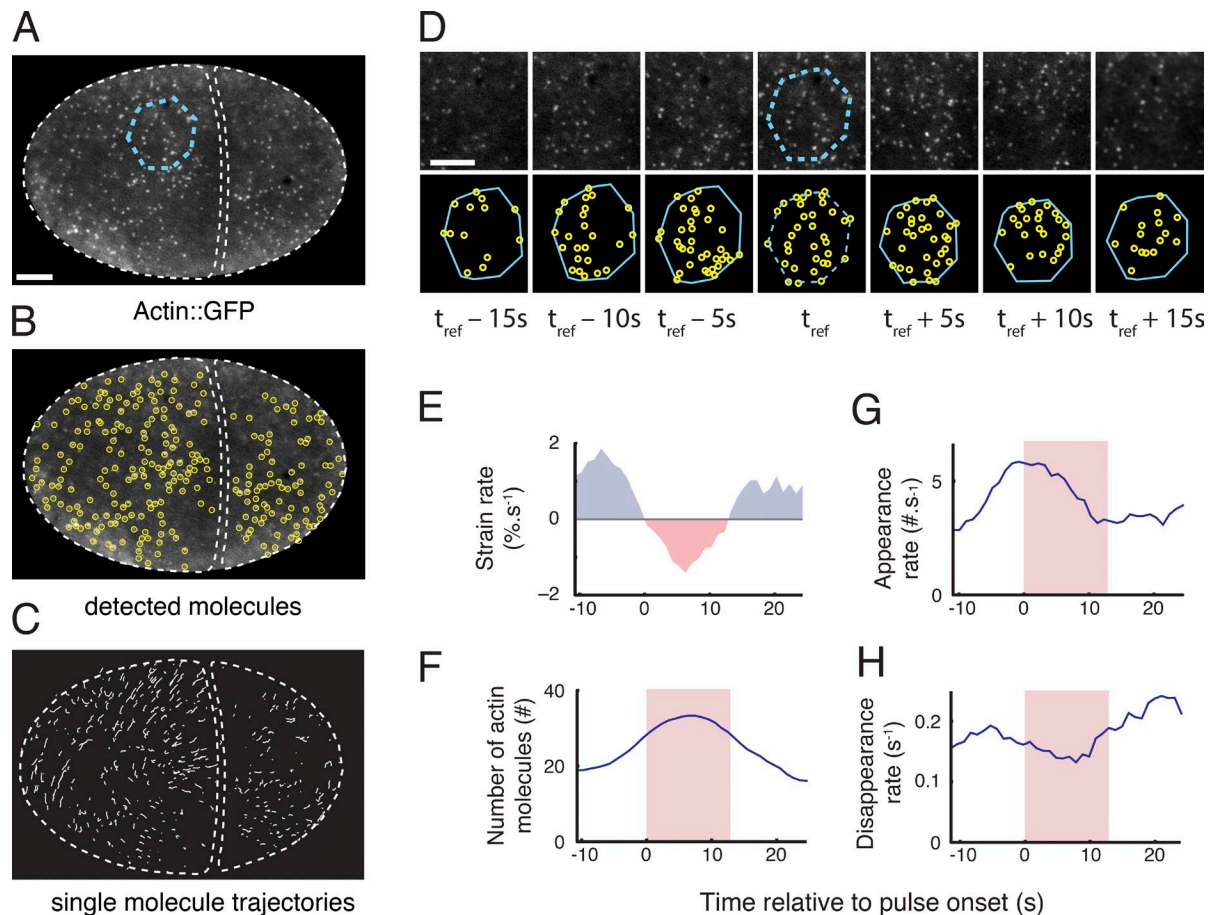 A
Actin::GFP
B
detected molecules
C
single molecule trajectories
D
t_ref – 15s t_ref – 10s t_ref – 5s t_ref t_ref + 5s t_ref + 10s t_ref + 15s
E
Strain rate
(%.s⁻¹)
2
0
–2
-10 0 10 20
F
Number of actin
molecules (#)
40
20
0
-10 0 10 20
G
Appearance
rate (#.s⁻¹)
5
0
-10 0 10 20
H
Disappearance
rate (s⁻¹)
0.2
0.1
0
-10 0 10 20
Time relative to pulse onset (s)